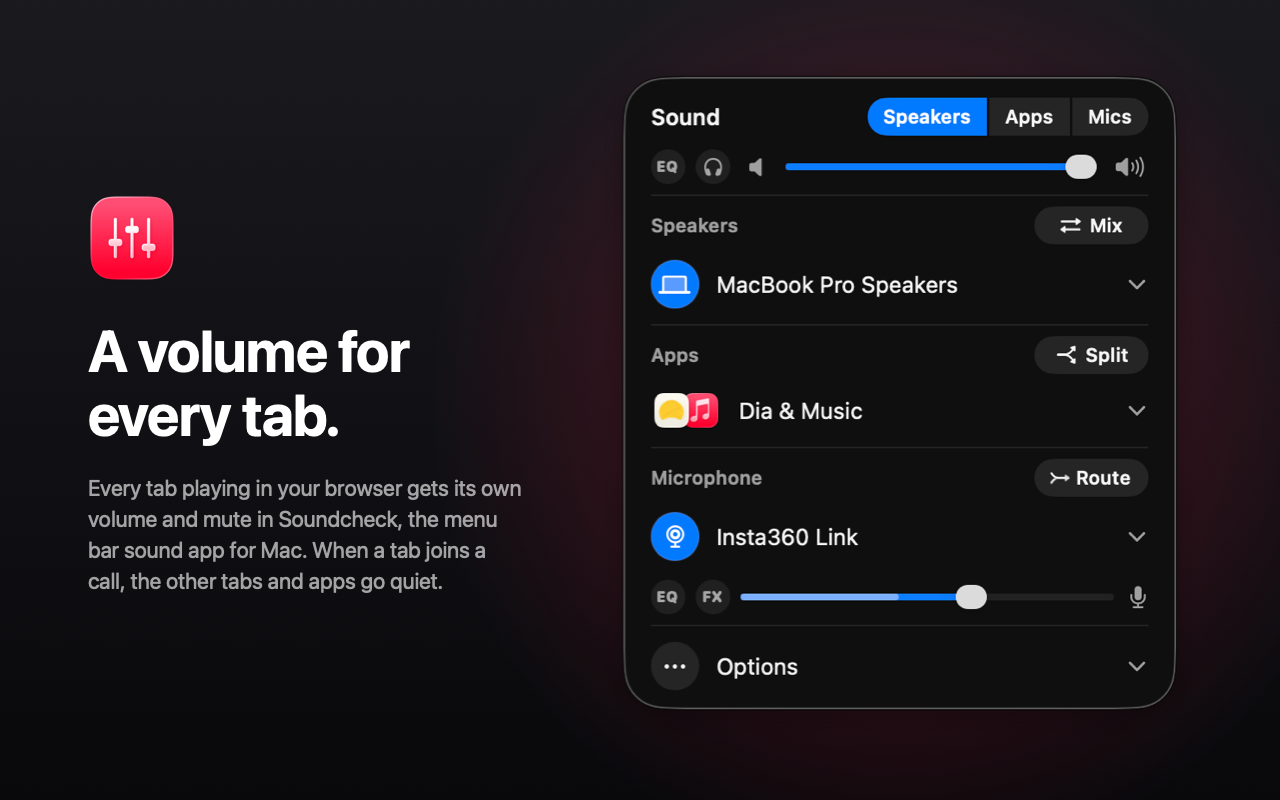 A volume for
every tab.
Every tab playing in your browser gets its own
volume and mute in Soundcheck, the menu
bar sound app for Mac. When a tab joins a
call, the other tabs and apps go quiet.
Sound
Speakers
Apps
Mics
EQ
Speakers
Mix
MacBook Pro Speakers
Apps
Split
Dia & Music
Microphone
Route
Insta360 Link
EQ
FX
Options